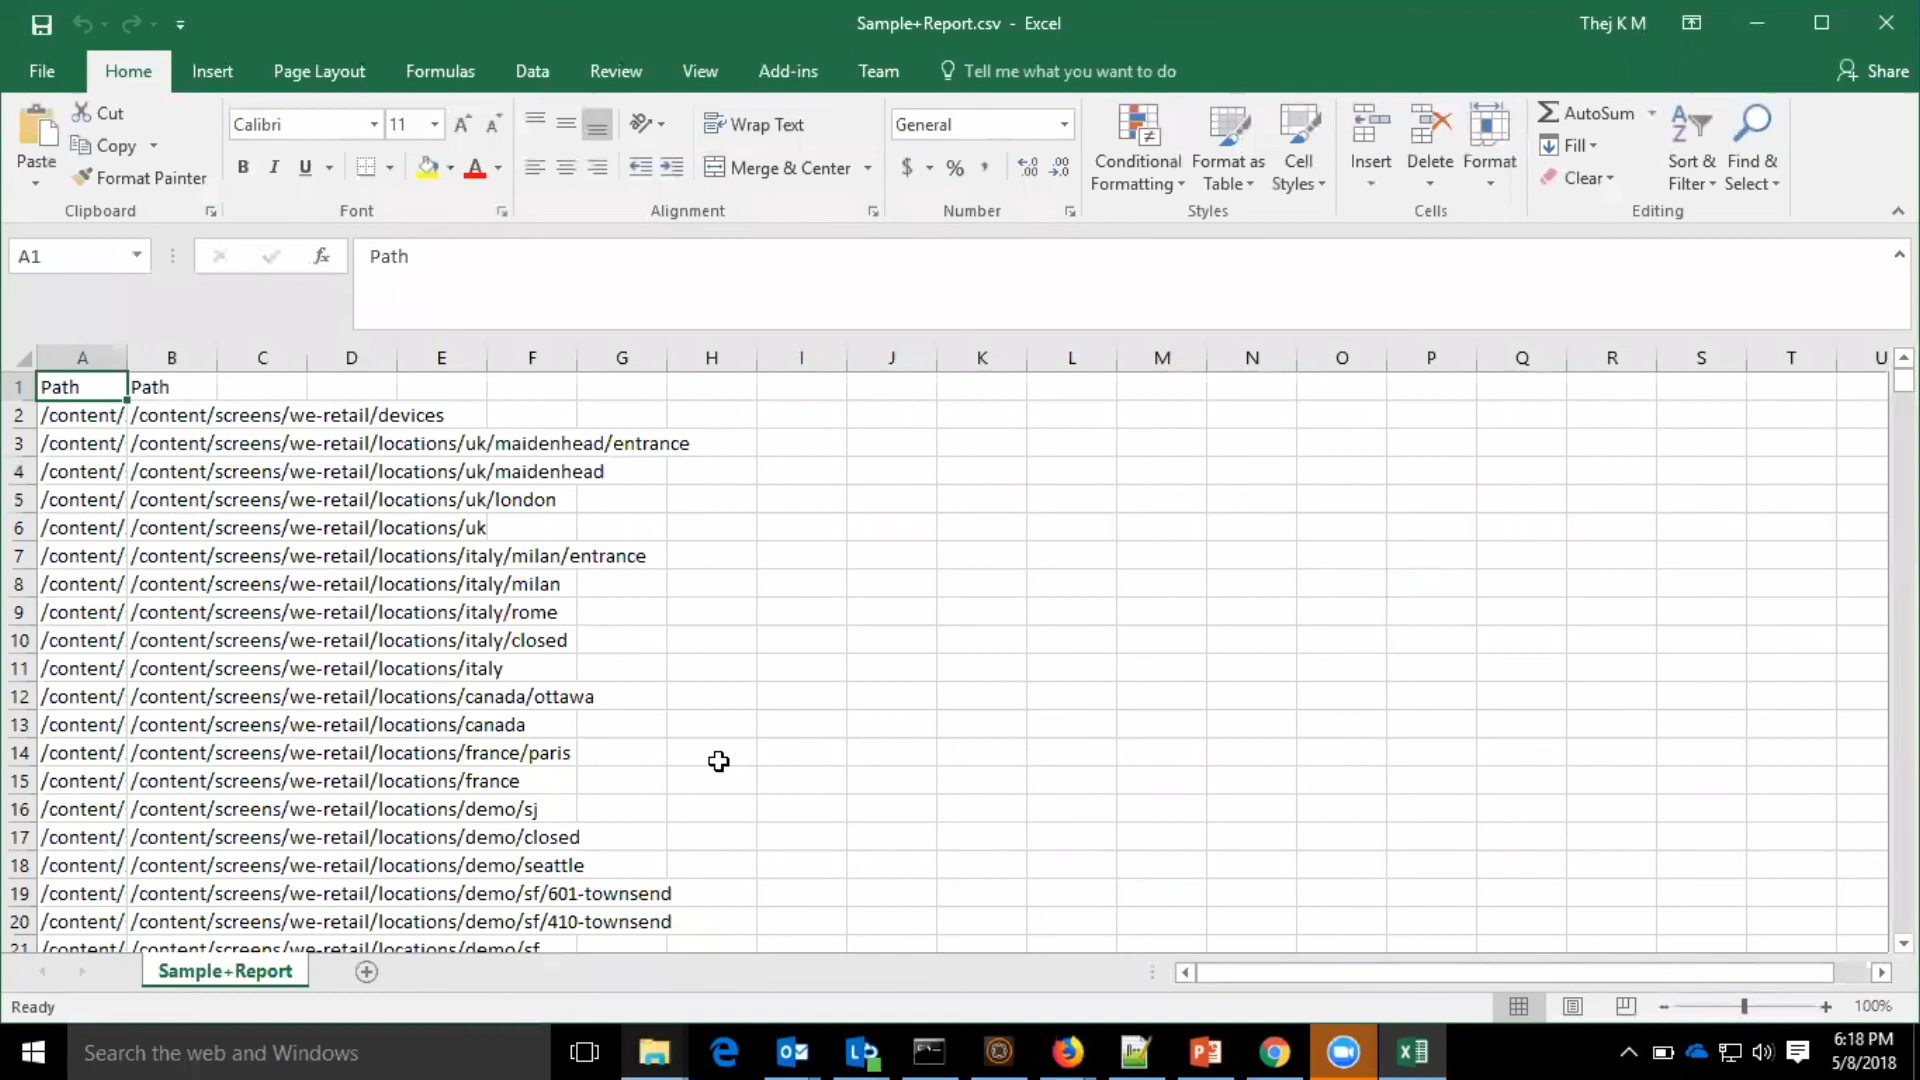 Sample+Report.csv - Excel
Thej K M
File Home Insert Page Layout Formulas Data Review View Add-ins Team Tell me what you want to do Share
Paste
Cut
Copy
Format Painter
Clipboard
Calibri 11
B I U
Font
Wrap Text
Merge & Center
Alignment
General
$ % ,
Number
Conditional Formatting
Format as Table
Cell Styles
Styles
Insert Delete Format
Cells
AutoSum
Fill
Clear
Sort & Filter
Find & Select
Editing
A1 fx Path
A B C D E F G H I J K L M N O P Q R S T U
1 Path Path
2 /content/ /content/screens/we-retail/devices
3 /content/ /content/screens/we-retail/locations/uk/maidenhead/entrance
4 /content/ /content/screens/we-retail/locations/uk/maidenhead
5 /content/ /content/screens/we-retail/locations/uk/london
6 /content/ /content/screens/we-retail/locations/uk
7 /content/ /content/screens/we-retail/locations/italy/milan/entrance
8 /content/ /content/screens/we-retail/locations/italy/milan
9 /content/ /content/screens/we-retail/locations/italy/rome
10 /content/ /content/screens/we-retail/locations/italy/closed
11 /content/ /content/screens/we-retail/locations/italy
12 /content/ /content/screens/we-retail/locations/canada/ottawa
13 /content/ /content/screens/we-retail/locations/canada
14 /content/ /content/screens/we-retail/locations/france/paris
15 /content/ /content/screens/we-retail/locations/france
16 /content/ /content/screens/we-retail/locations/demo/sj
17 /content/ /content/screens/we-retail/locations/demo/closed
18 /content/ /content/screens/we-retail/locations/demo/seattle
19 /content/ /content/screens/we-retail/locations/demo/sf/601-townsend
20 /content/ /content/screens/we-retail/locations/demo/sf/410-townsend
21 /content/ /content/screens/we-retail/locations/demo/sf
Sample+Report
Ready
100%
Search the web and Windows
6:18 PM
5/8/2018